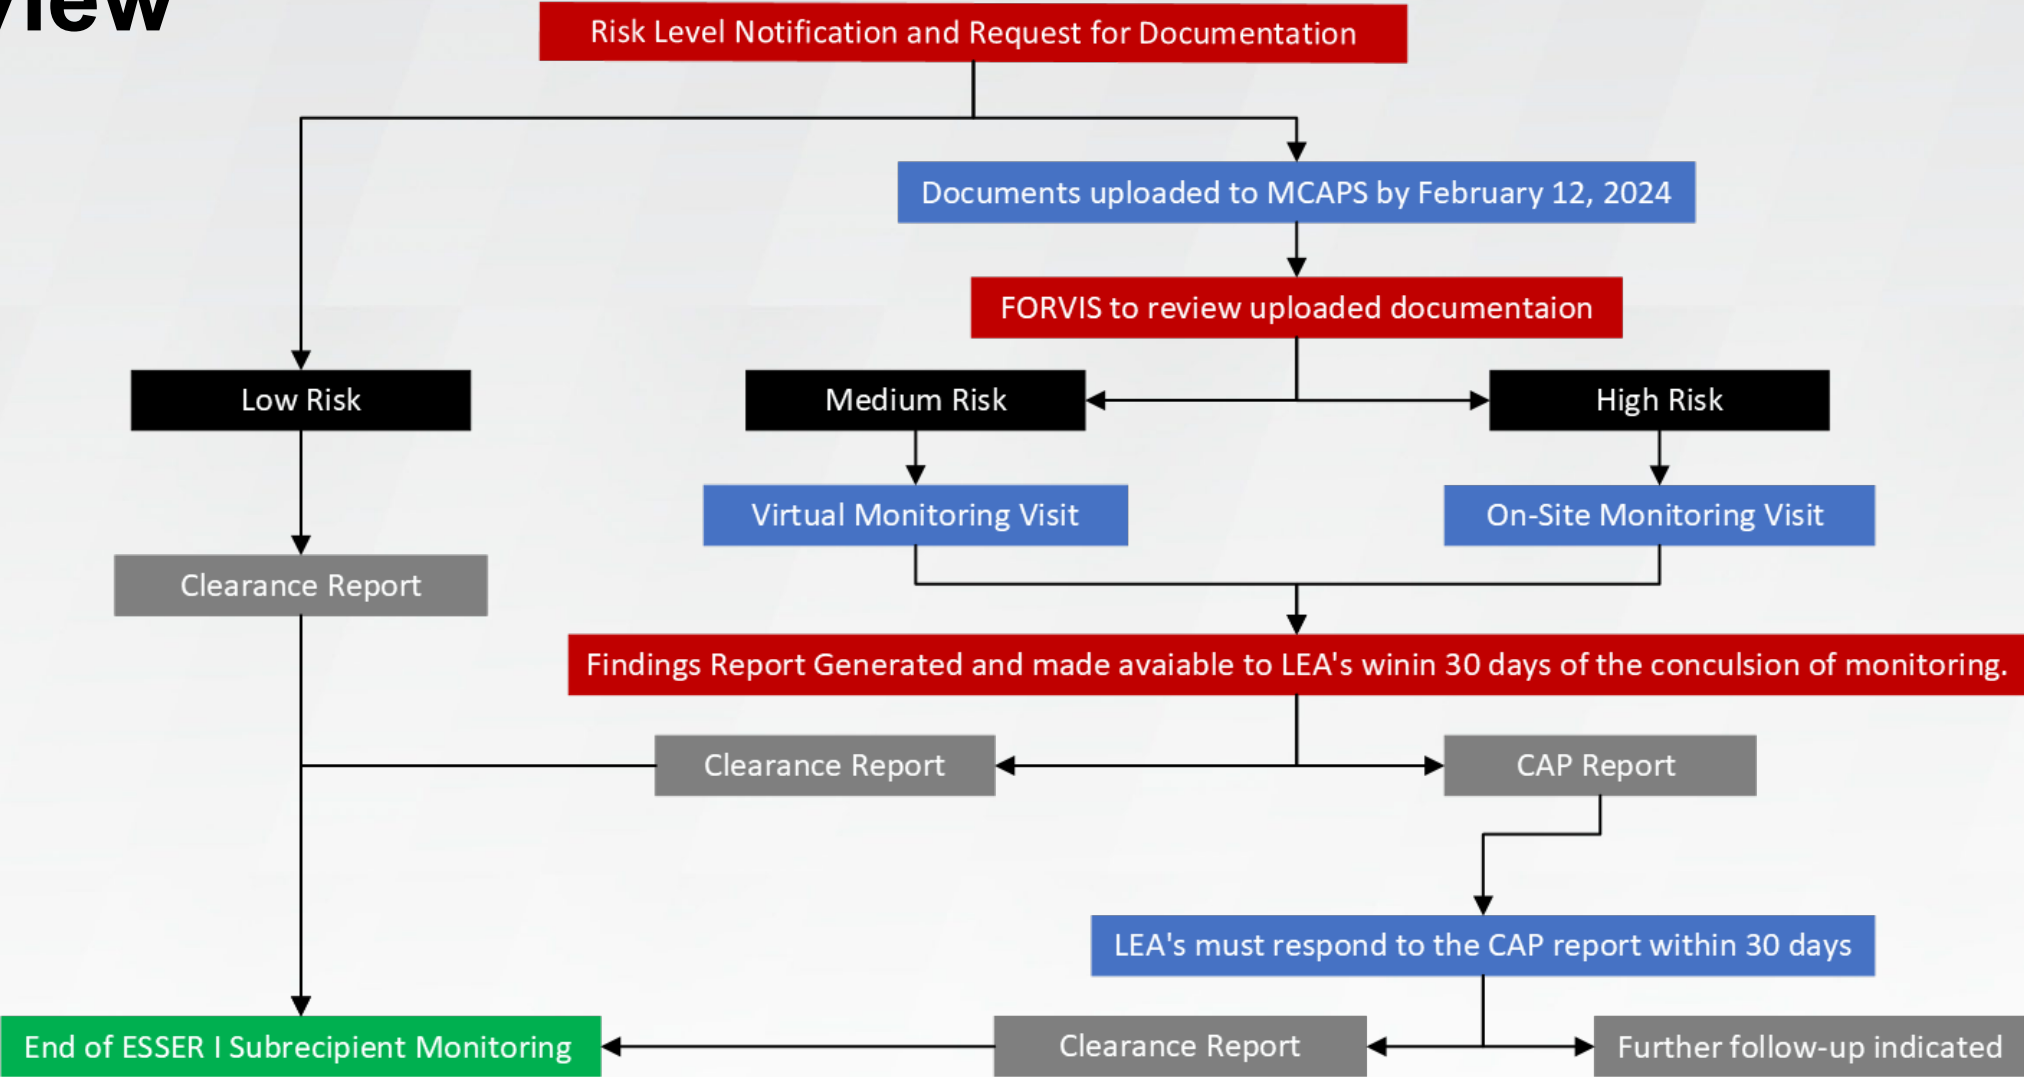 view
Risk Level Notification and Request for Documentation
Documents uploaded to MCAPS by February 12, 2024
FORVIS to review uploaded documentaion
Low Risk
Medium Risk
High Risk
Virtual Monitoring Visit
On-Site Monitoring Visit
Clearance Report
Findings Report Generated and made avaiable to LEA's winin 30 days of the conculsion of monitoring.
Clearance Report
CAP Report
LEA's must respond to the CAP report within 30 days
End of ESSER I Subrecipient Monitoring
Clearance Report
Further follow-up indicated